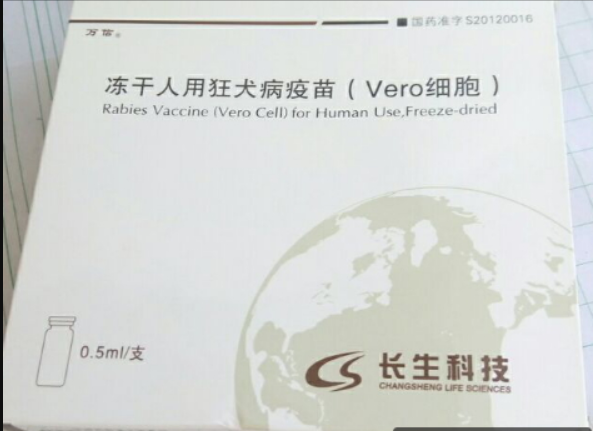 万信®
■ 国药准字S20120016
冻干人用狂犬病疫苗(Vero细胞)
Rabies Vaccine (Vero Cell) for Human Use,Freeze-dried
0.5ml/支
长生科技
CHANGSHENG LIFE SCIENCES